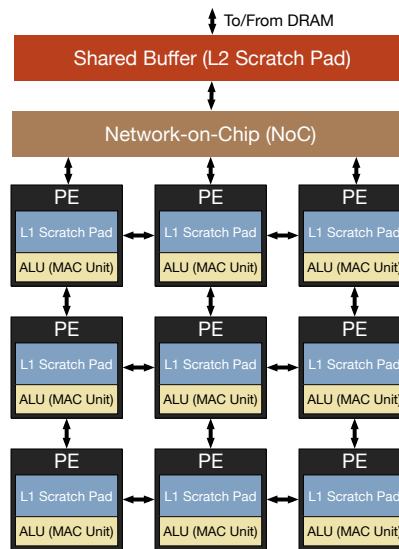 To/From DRAM
Shared Buffer (L2 Scratch Pad)
Network-on-Chip (NoC)
PE PE PE
L1 Scratch Pad L1 Scratch Pad L1 Scratch Pad
ALU (MAC Unit) ALU (MAC Unit) ALU (MAC Unit)
PE PE PE
L1 Scratch Pad L1 Scratch Pad L1 Scratch Pad
ALU (MAC Unit) ALU (MAC Unit) ALU (MAC Unit)
PE PE PE
L1 Scratch Pad L1 Scratch Pad L1 Scratch Pad
ALU (MAC Unit) ALU (MAC Unit) ALU (MAC Unit)